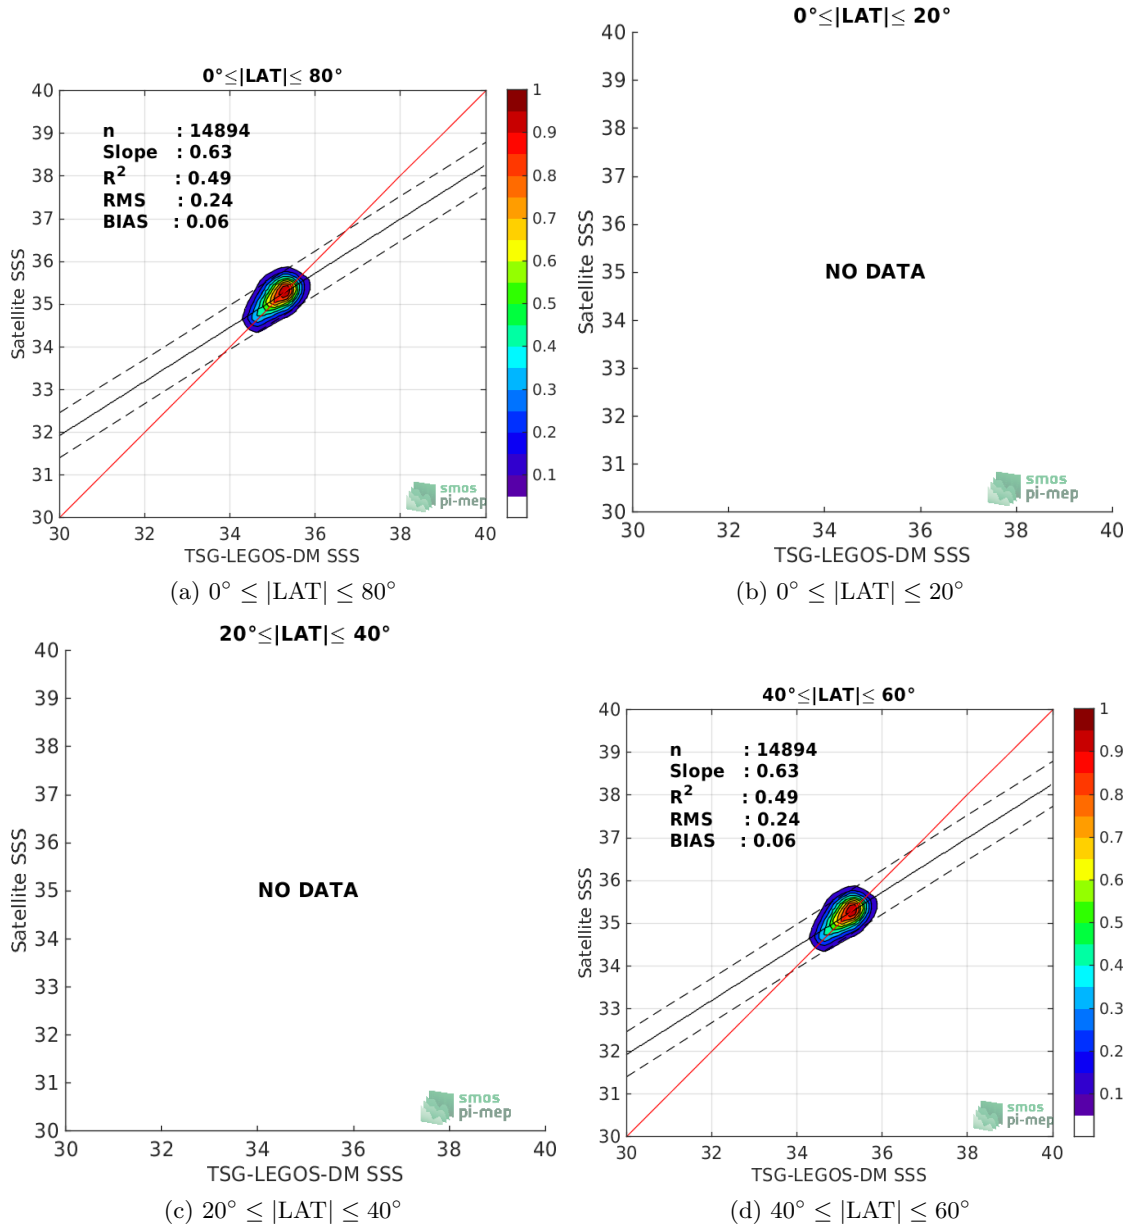 0°≤|LAT|≤ 80°
40
39
38
37
36
35
34
33
32
31
30
Satellite SSS
n : 14894
Slope : 0.63
R² : 0.49
RMS : 0.24
BIAS : 0.06
smos
pi-mep
30 32 34 36 38 40
TSG-LEGOS-DM SSS
1
0.9
0.8
0.7
0.6
0.5
0.4
0.3
0.2
0.1
(a) 0° ≤ |LAT| ≤ 80°
0°≤|LAT|≤ 20°
40
39
38
37
36
35
34
33
32
31
30
Satellite SSS
NO DATA
smos
pi-mep
30 32 34 36 38 40
TSG-LEGOS-DM SSS
(b) 0° ≤ |LAT| ≤ 20°
20°≤|LAT|≤ 40°
40
39
38
37
36
35
34
33
32
31
30
Satellite SSS
NO DATA
smos
pi-mep
30 32 34 36 38 40
TSG-LEGOS-DM SSS
(c) 20° ≤ |LAT| ≤ 40°
40°≤|LAT|≤ 60°
40
39
38
37
36
35
34
33
32
31
30
Satellite SSS
n : 14894
Slope : 0.63
R² : 0.49
RMS : 0.24
BIAS : 0.06
smos
pi-mep
30 32 34 36 38 40
TSG-LEGOS-DM SSS
1
0.9
0.8
0.7
0.6
0.5
0.4
0.3
0.2
0.1
(d) 40° ≤ |LAT| ≤ 60°